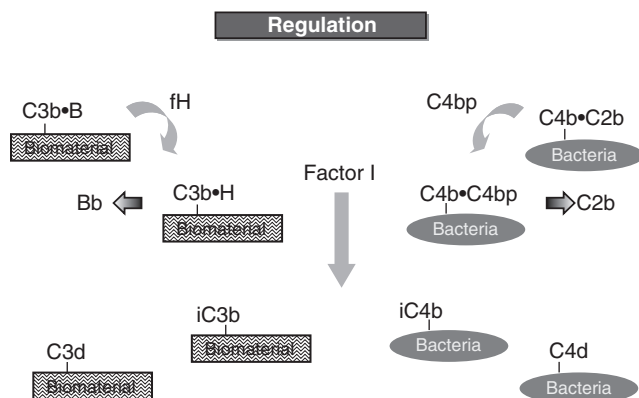 Regulation
C3b•B
fH
Biomaterial
C4bp
C4b•C2b
Bacteria
Factor I
Bb
C3b•H
Biomaterial
C4b•C4bp
C2b
Bacteria
iC3b
Biomaterial
iC4b
Bacteria
C3d
Biomaterial
C4d
Bacteria